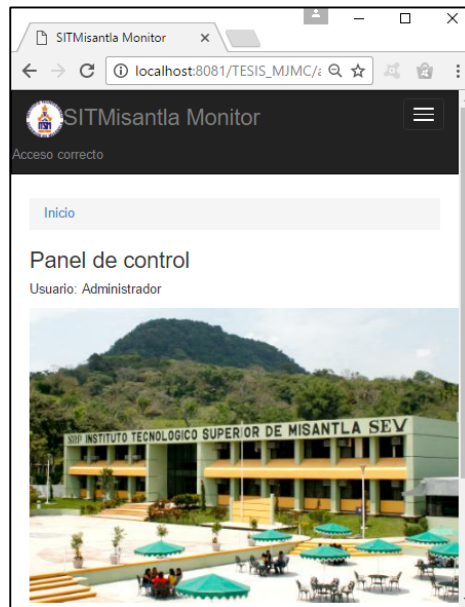 SITMisantla Monitor
localhost:8081/TESIS_MJMC/
SITMisantla Monitor
Acceso correcto
Inicio
Panel de control
Usuario: Administrador
INSTITUTO TECNOLOGICO SUPERIOR DE MISANTLA SEV